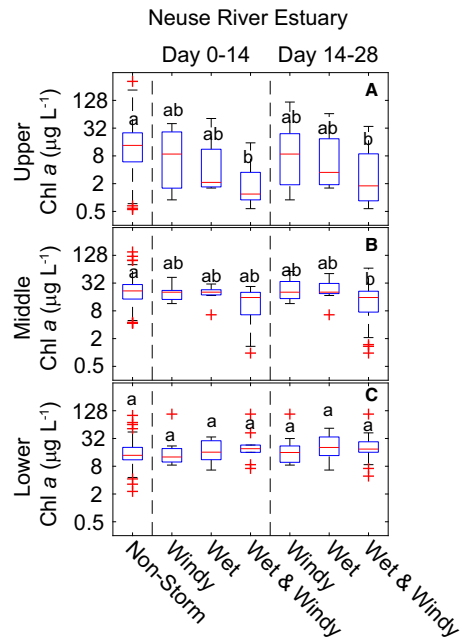 Neuse River Estuary
Day 0-14 Day 14-28
A
Upper
Chl a (µg L-1)
128
32
8
2
0.5
a ab ab b ab ab b
B
Middle
Chl a (µg L-1)
128
32
8
2
0.5
a ab ab ab ab ab b
C
Lower
Chl a (µg L-1)
128
32
8
2
0.5
a a a a a a a
Non-Storm
Windy
Wet
Wet & Windy
Windy
Wet
Wet & Windy